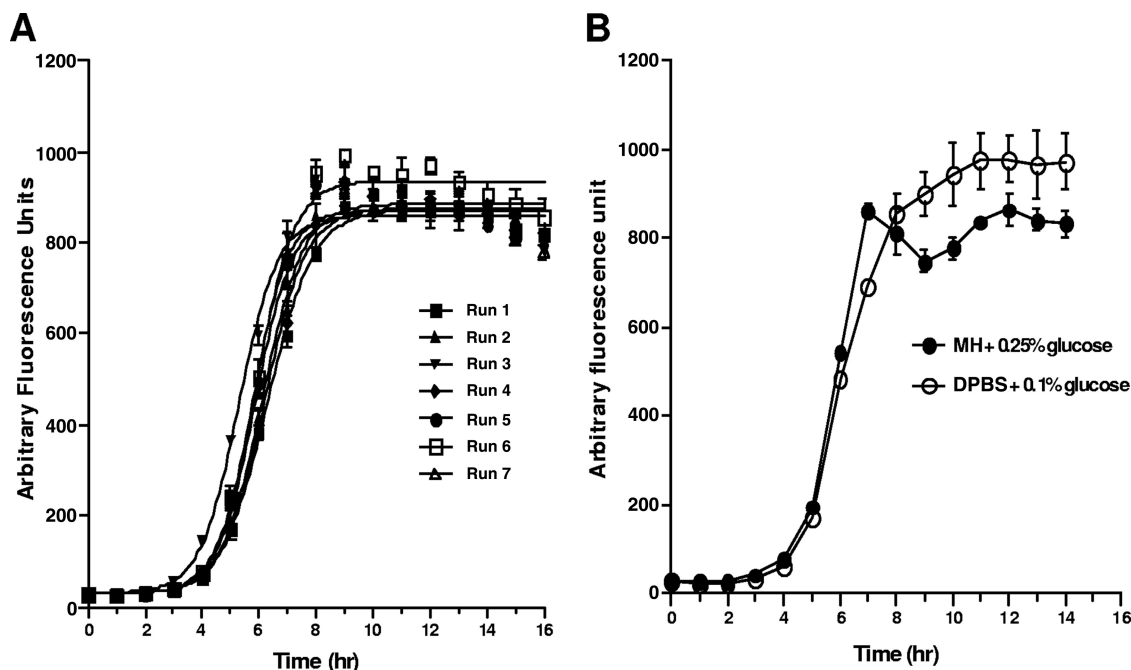 A
1200
1000
800
600
400
200
0
0 2 4 6 8 10 12 14 16
Arbitrary Fluorescence Units
Time (hr)
Run 1
Run 2
Run 3
Run 4
Run 5
Run 6
Run 7
B
1200
1000
800
600
400
200
0
0 2 4 6 8 10 12 14 16
Arbitrary fluorescence unit
Time (hr)
MH + 0.25% glucose
DPBS + 0.1% glucose